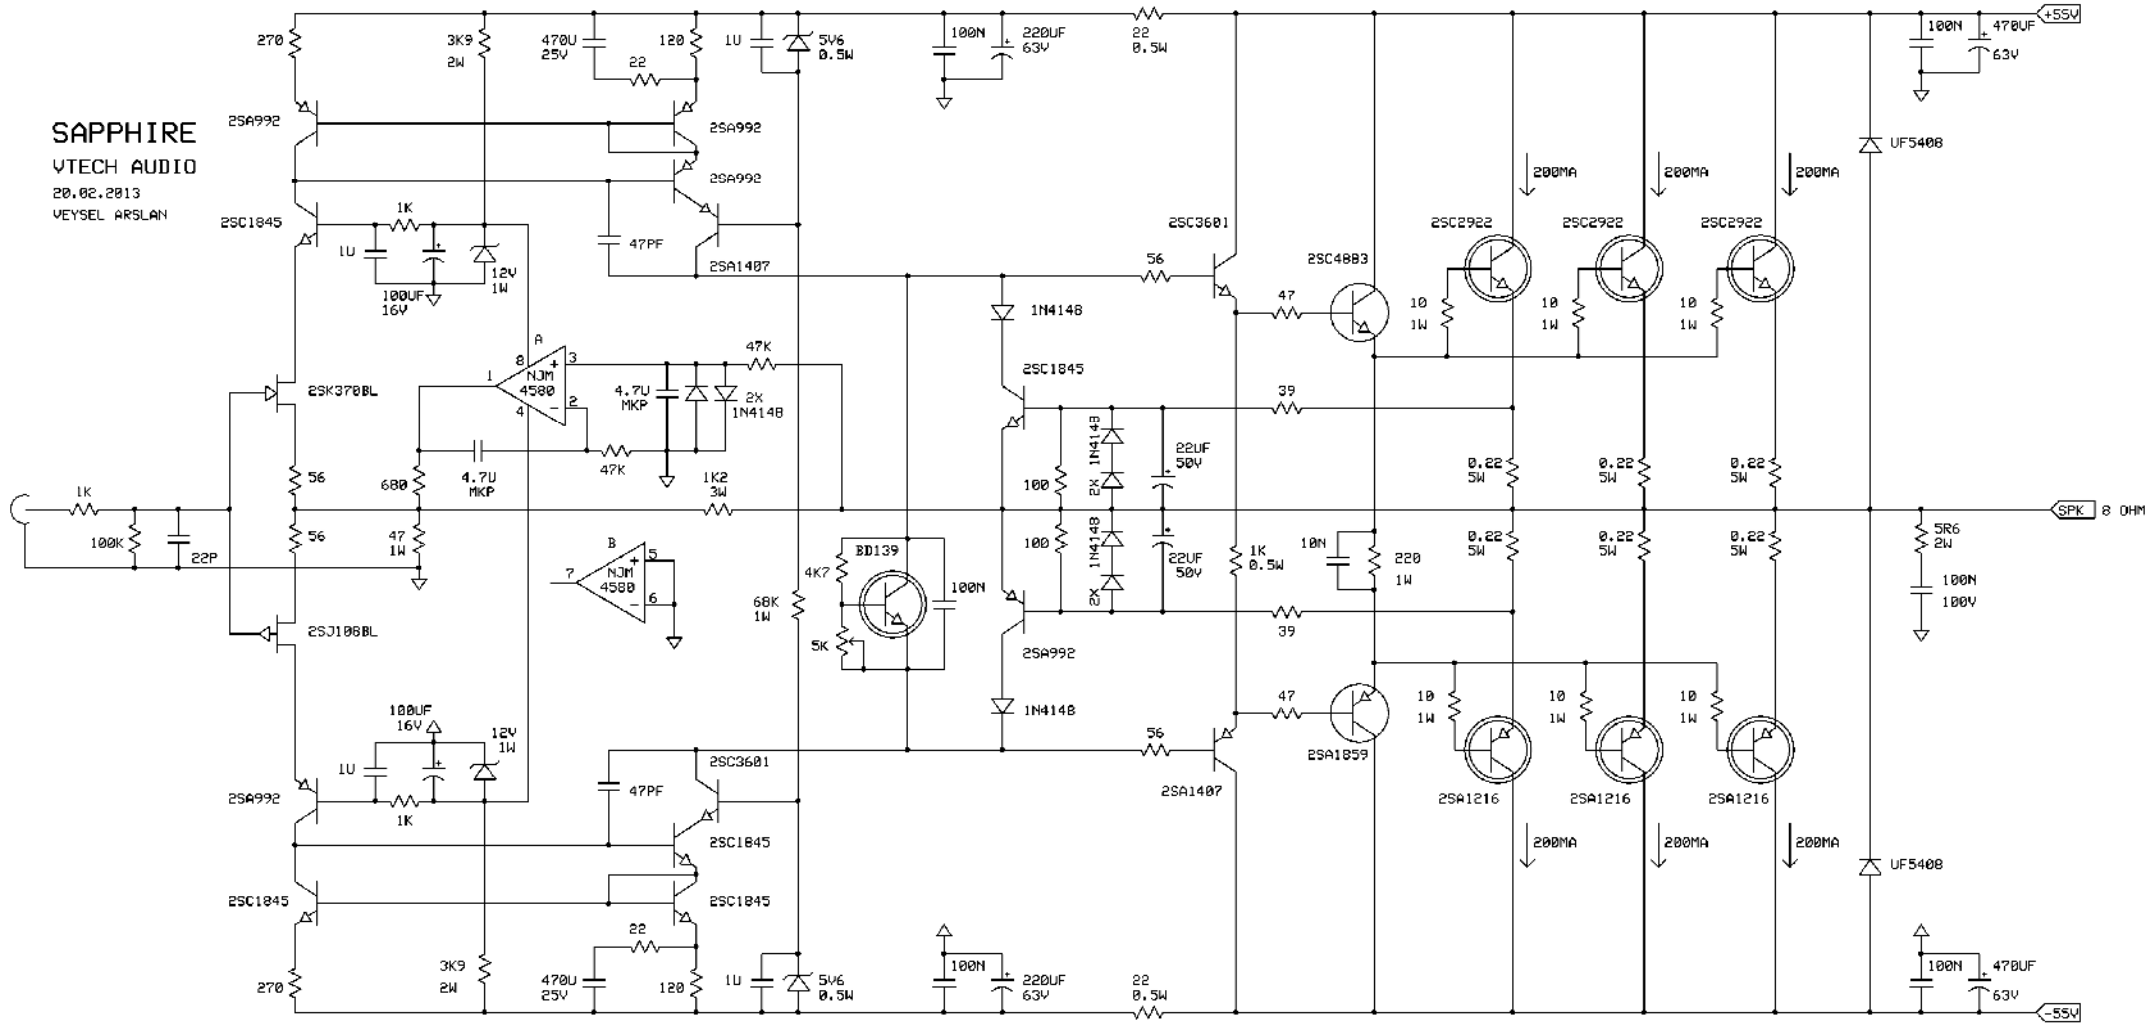 270
3K9
2W
470U
25V
120
22
1U
5V6
0.5W
100N
220UF
63V
22
0.5W
+55V
100N
470UF
63V
SAPPHIRE
VTECH AUDIO
20.02.2013
VEYSEL ARSLAN
2SA992
2SA992
2SA992
UF5408
200MA
200MA
200MA
2SC1845
1K
1U
100UF
16V
12V
1W
47PF
2SA1407
2SC3601
56
2SC4883
47
2SC2922
2SC2922
2SC2922
10
1W
10
1W
10
1W
1N4148
2SK370BL
A
8
NJM
4580
1
4
+
-
3
2
47K
4.7U
MKP
2X
1N4148
2SC1845
39
4.7U
MKP
47K
680
1K2
3W
100
2X
1N4148
22UF
50V
0.22
5W
0.22
5W
0.22
5W
1K
56
56
100K
22P
47
1W
B
7
NJM
4580
+
-
5
6
SPK
8 OHM
100
2X
1N4148
22UF
50V
1K
0.5W
10N
220
1W
0.22
5W
0.22
5W
0.22
5W
5R6
2W
100N
100V
4K7
BD139
100N
5K
68K
1W
2SJ108BL
39
2SA992
1N4148
100UF
16V
12V
1W
1U
1K
2SA992
47PF
2SC3601
2SC1845
56
2SA1407
47
2SA1859
10
1W
10
1W
10
1W
2SA1216
2SA1216
2SA1216
200MA
200MA
200MA
UF5408
2SC1845
2SC1845
22
270
3K9
2W
470U
25V
120
1U
5V6
0.5W
100N
220UF
63V
22
0.5W
100N
470UF
63V
-55V